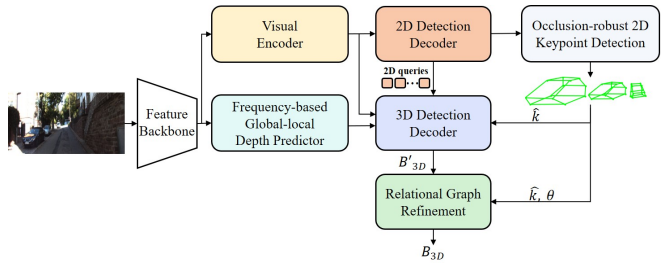 Visual
Encoder
2D Detection
Decoder
Occlusion-robust 2D
Keypoint Detection
2D queries
Feature
Backbone
Frequency-based
Global-local
Depth Predictor
3D Detection
Decoder
k̂
B'₃D
Relational Graph
Refinement
k̂, θ
B₃D